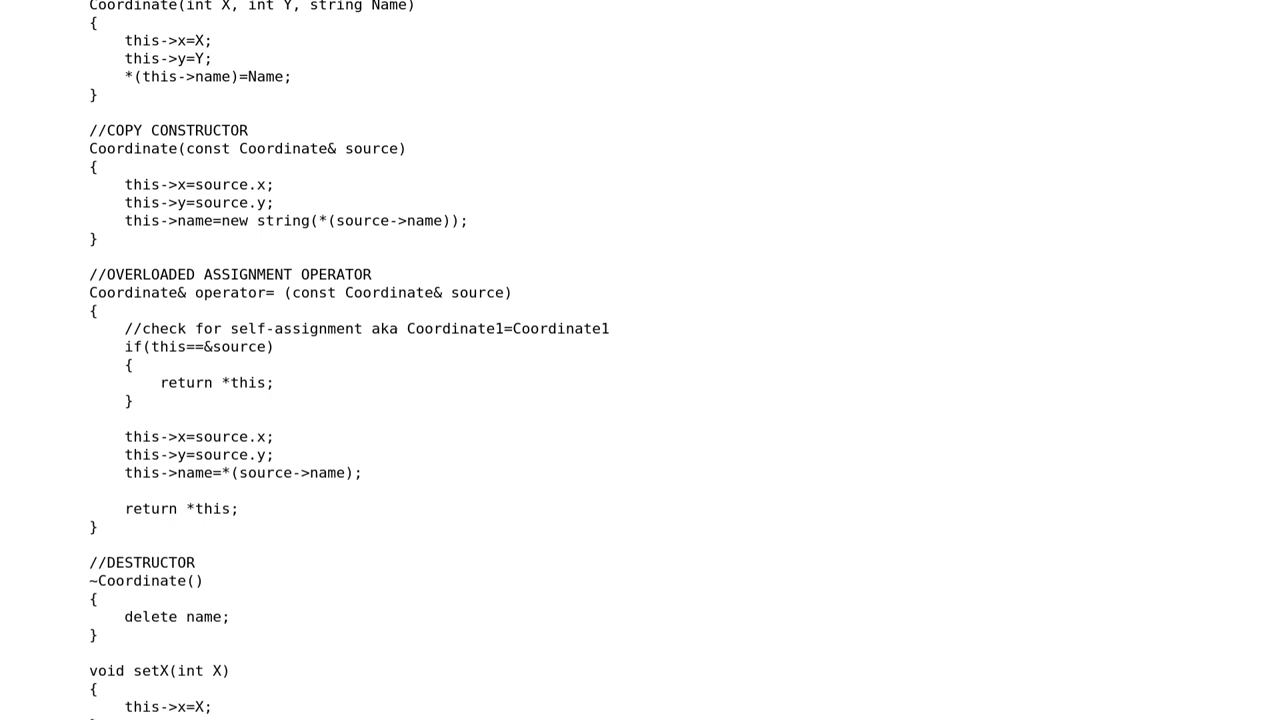 Coordinate(int X, int Y, string Name)
{
    this->x=X;
    this->y=Y;
    *(this->name)=Name;
}

//COPY CONSTRUCTOR
Coordinate(const Coordinate& source)
{
    this->x=source.x;
    this->y=source.y;
    this->name=new string(*(source->name));
}

//OVERLOADED ASSIGNMENT OPERATOR
Coordinate& operator= (const Coordinate& source)
{
    //check for self-assignment aka Coordinate1=Coordinate1
    if(this==&source)
    {
        return *this;
    }

    this->x=source.x;
    this->y=source.y;
    this->name=*(source->name);

    return *this;
}

//DESTRUCTOR
~Coordinate()
{
    delete name;
}

void setX(int X)
{
    this->x=X;